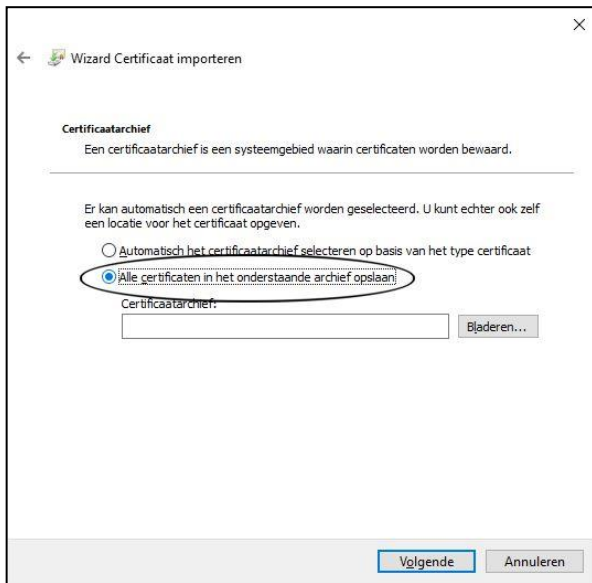 Wizard Certificaat importeren
Certificaatarchief
Een certificaatarchief is een systeemgebied waarin certificaten worden bewaard.
Er kan automatisch een certificaatarchief worden geselecteerd. U kunt echter ook zelf
een locatie voor het certificaat opgeven.
Automatisch het certificaatarchief selecteren op basis van het type certificaat
Alle certificaten in het onderstaande archief opslaan
Certificaatarchief:
Bladeren...
Volgende
Annuleren